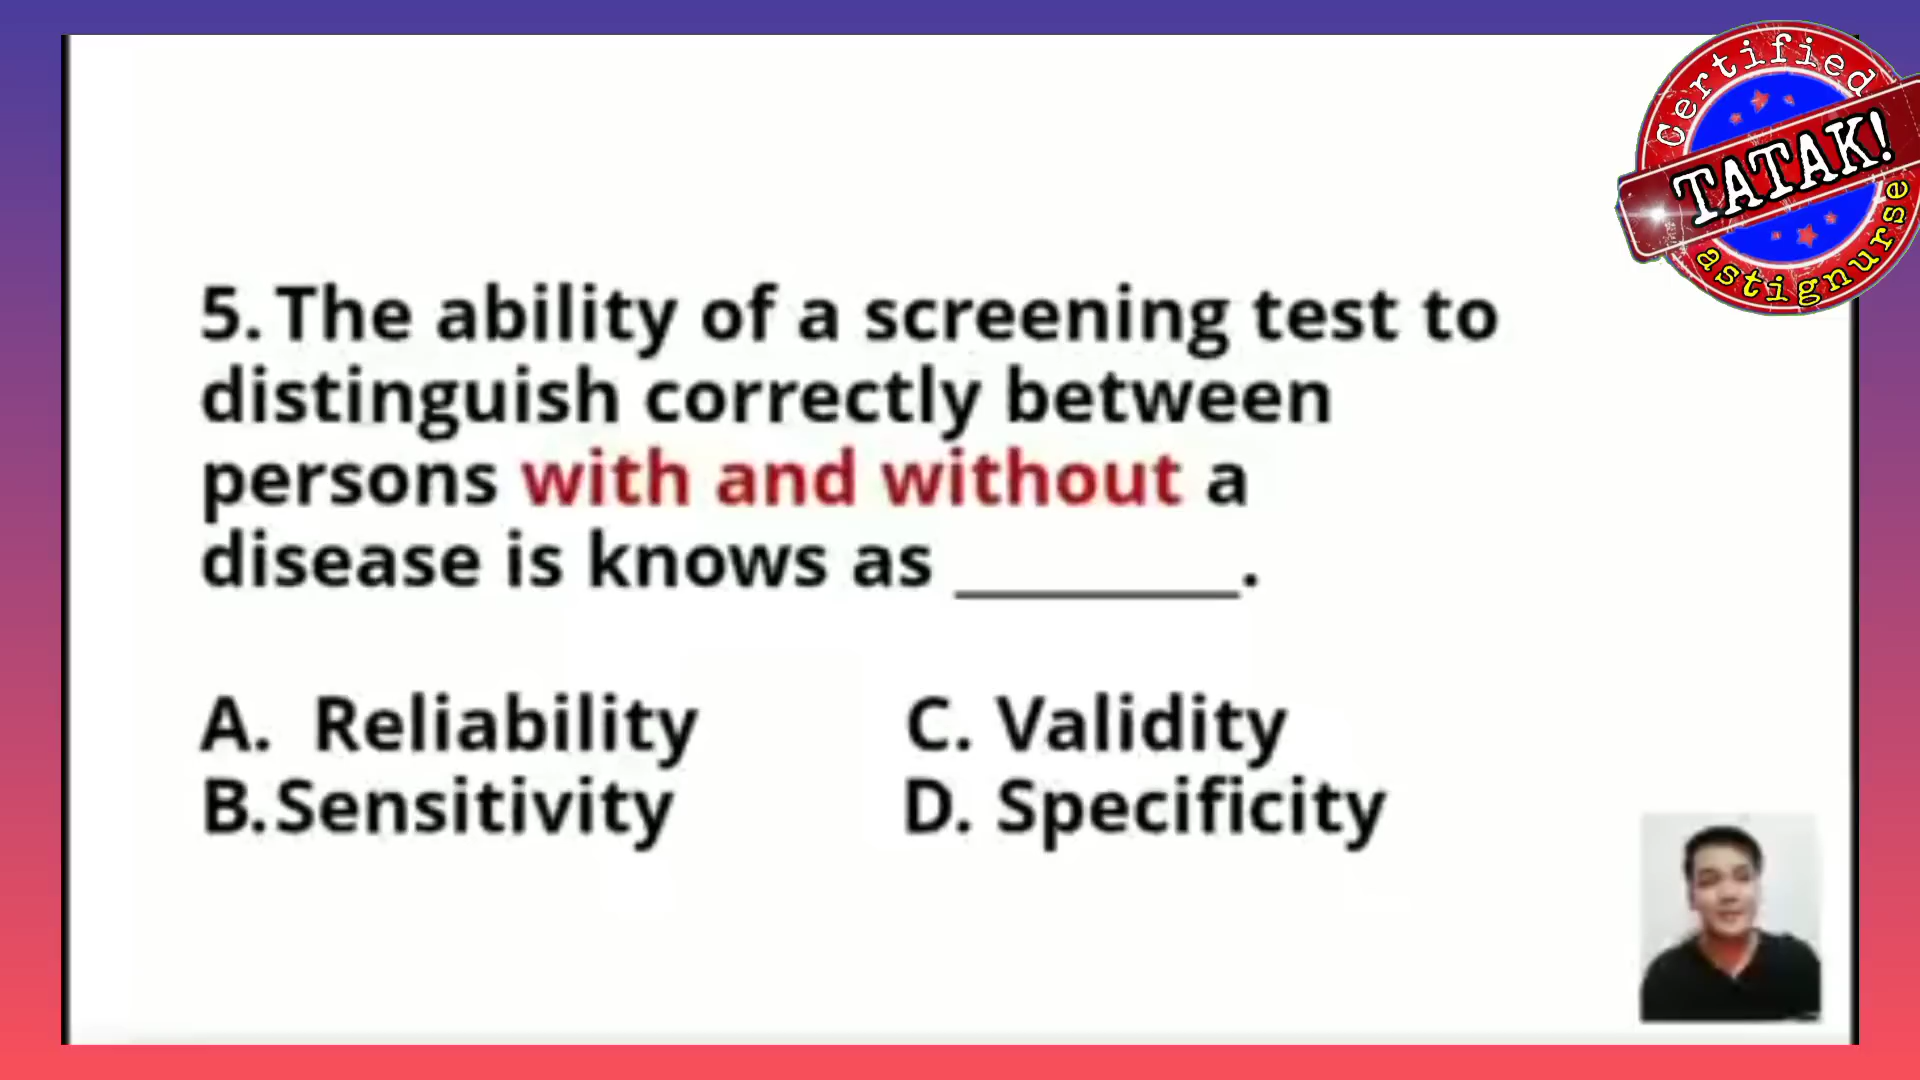 Certified
TATAK!
astignurse
5. The ability of a screening test to
distinguish correctly between
persons with and without a
disease is knows as _________.
A. Reliability
C. Validity
B.Sensitivity
D. Specificity